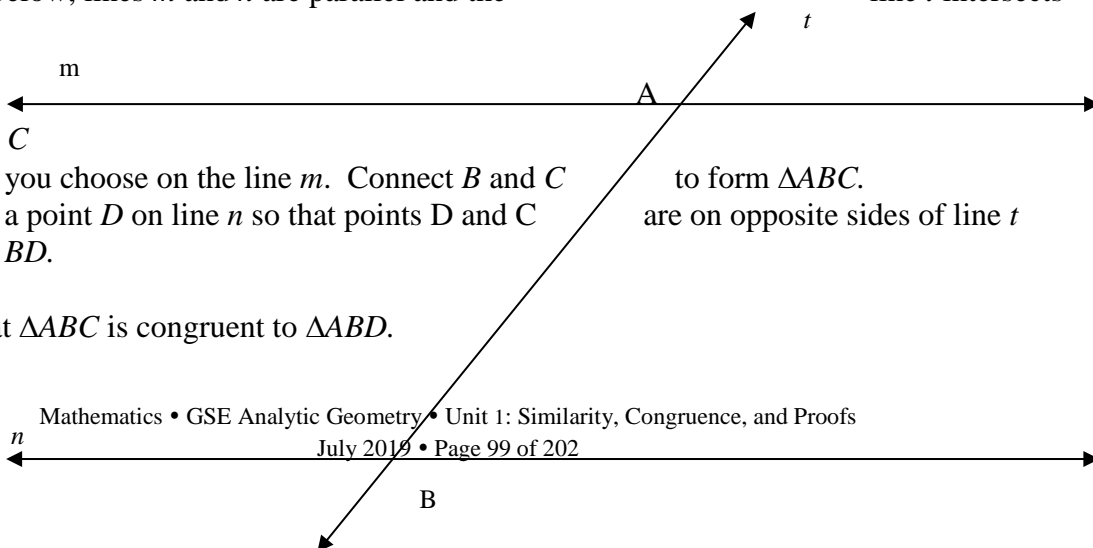 below, lines m and n are parallel and the line t intersects
t
m
A
C
you choose on the line m. Connect B and C to form ΔABC.
a point D on line n so that points D and C are on opposite sides of line t
BD.
ΔABC is congruent to ΔABD.
Mathematics • GSE Analytic Geometry • Unit 1: Similarity, Congruence, and Proofs
n
July 2019 • Page 99 of 202
B